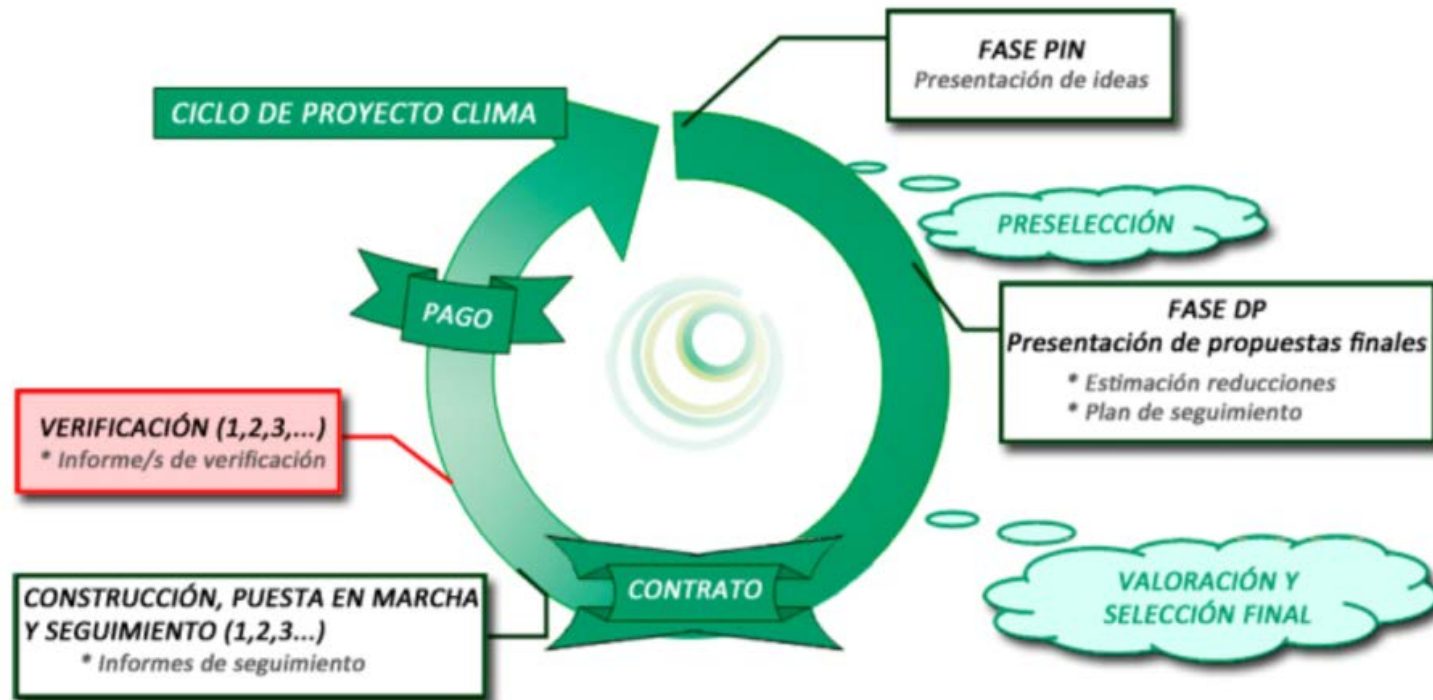 CICLO DE PROYECTO CLIMA
FASE PIN
Presentación de ideas
PRESELECCIÓN
FASE DP
Presentación de propuestas finales
* Estimación reducciones
* Plan de seguimiento
VALORACIÓN Y
SELECCIÓN FINAL
CONTRATO
CONSTRUCCIÓN, PUESTA EN MARCHA
Y SEGUIMIENTO (1,2,3...)
* Informes de seguimiento
VERIFICACIÓN (1,2,3,...)
* Informe/s de verificación
PAGO